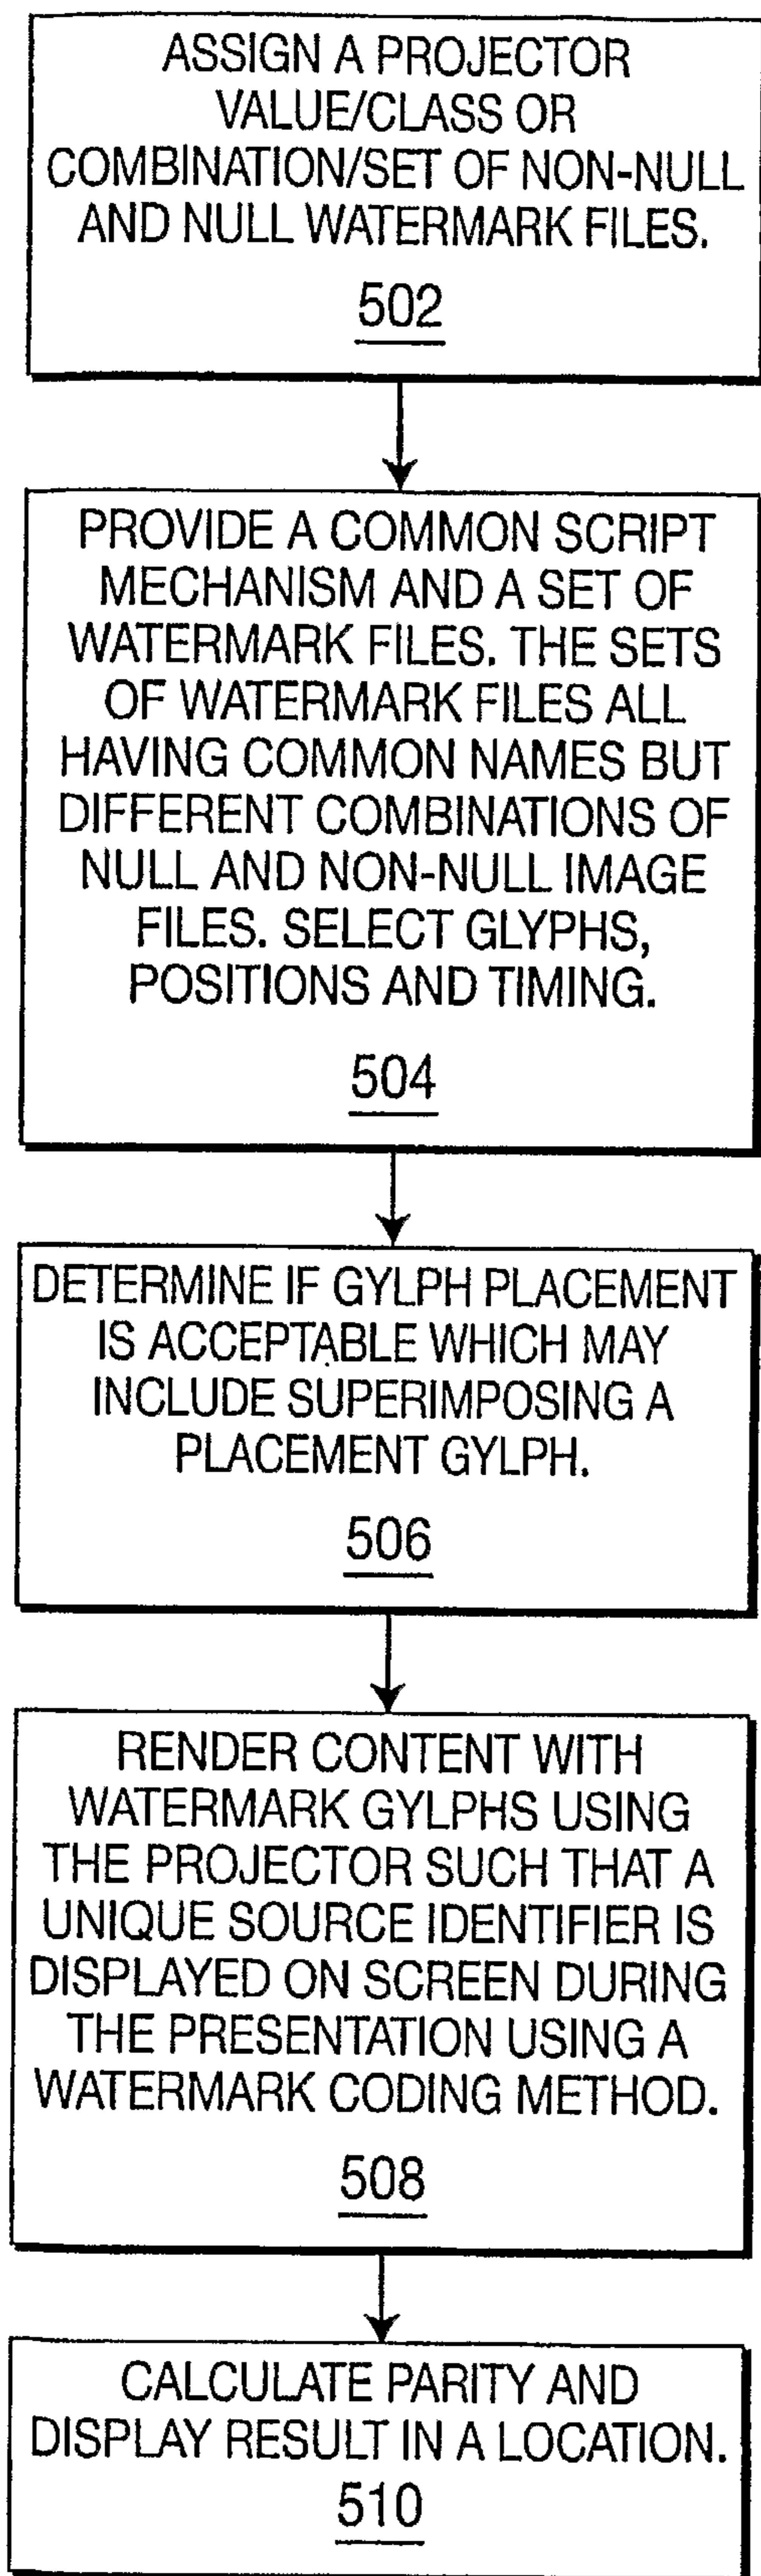 ASSIGN A PROJECTOR
VALUE/CLASS OR
COMBINATION/SET OF NON-NULL
AND NULL WATERMARK FILES.
502
PROVIDE A COMMON SCRIPT
MECHANISM AND A SET OF
WATERMARK FILES. THE SETS
OF WATERMARK FILES ALL
HAVING COMMON NAMES BUT
DIFFERENT COMBINATIONS OF
NULL AND NON-NULL IMAGE
FILES. SELECT GLYPHS,
POSITIONS AND TIMING.
504
DETERMINE IF GYLPH PLACEMENT
IS ACCEPTABLE WHICH MAY
INCLUDE SUPERIMPOSING A
PLACEMENT GYLPH.
506
RENDER CONTENT WITH
WATERMARK GYLPHS USING
THE PROJECTOR SUCH THAT A
UNIQUE SOURCE IDENTIFIER IS
DISPLAYED ON SCREEN DURING
THE PRESENTATION USING A
WATERMARK CODING METHOD.
508
CALCULATE PARITY AND
DISPLAY RESULT IN A LOCATION.
510